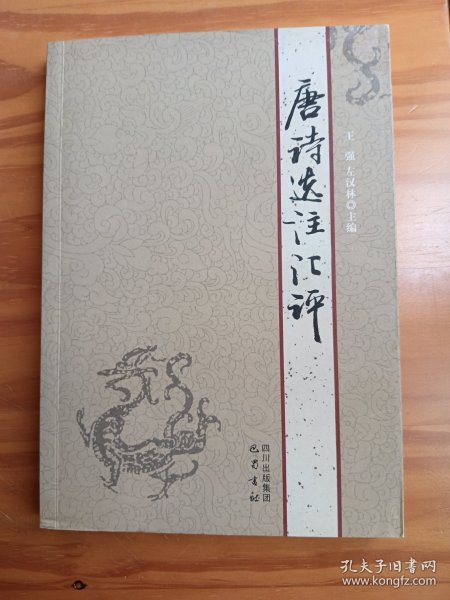 唐诗选注汇评
王强 左汉林◎主编
四川出版集团
巴蜀书社
孔夫子旧书网
www.kongfz.com